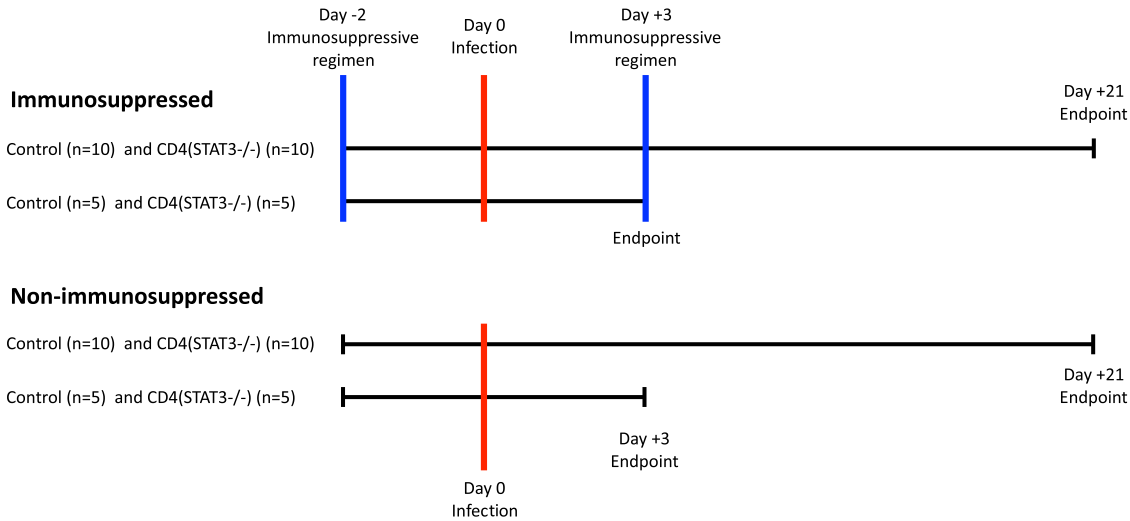 Day -2
Immunosuppressive
regimen
Day 0
Infection
Day +3
Immunosuppressive
regimen
Immunosuppressed
Day +21
Endpoint
Control (n=10)  and CD4(STAT3-/-) (n=10)
Control (n=5)  and CD4(STAT3-/-) (n=5)
Endpoint
Non-immunosuppressed
Control (n=10)  and CD4(STAT3-/-) (n=10)
Day +21
Endpoint
Control (n=5)  and CD4(STAT3-/-) (n=5)
Day +3
Endpoint
Day 0
Infection